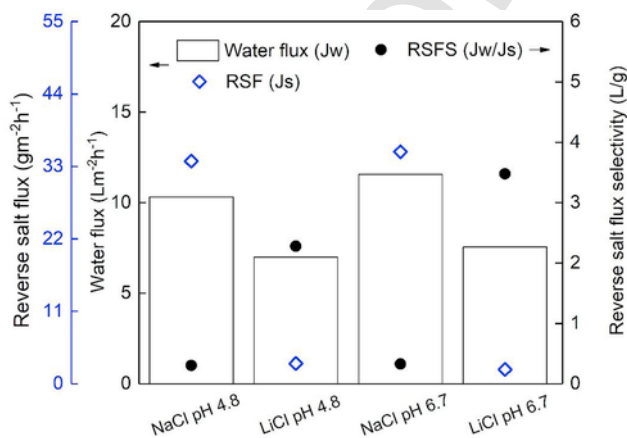 55
44
33
22
11
0
Reverse salt flux (gm-2h-1)
20
15
10
5
0
Water flux (Lm-2h-1)
Water flux (Jw)
RSFS (Jw/Js)
RSF (Js)
6
5
4
3
2
1
0
Reverse salt flux selectivity (L/g)
NaCl pH 4.8
LiCl pH 4.8
NaCl pH 6.7
LiCl pH 6.7